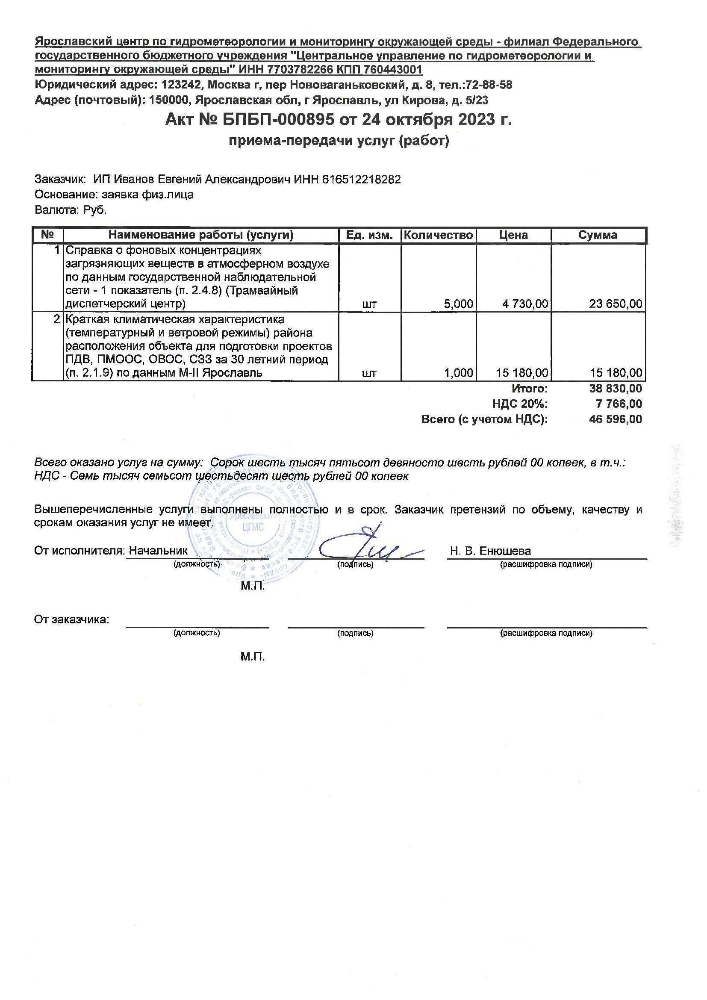 Ярославский центр по гидрометеорологии и мониторингу окружающей среды - филиал Федерального
государственного бюджетного учреждения "Центральное управление по гидрометеорологии и
мониторингу окружающей среды" ИНН 7703782266 КПП 760443001
Юридический адрес: 123242, Москва г, пер Нововаганьковский, д. 8, тел.:72-88-58
Адрес (почтовый): 150000, Ярославская обл, г Ярославль, ул Кирова, д. 5/23
Акт № БПБП-000895 от 24 октября 2023 г.
приема-передачи услуг (работ)
Заказчик: ИП Иванов Евгений Александрович ИНН 616512218282
Основание: заявка физ.лица
Валюта: Руб.
№ Наименование работы (услуги) Ед. изм. Количество Цена Сумма
1 Справка о фоновых концентрациях
загрязняющих веществ в атмосферном воздухе
по данным государственной наблюдательной
сети - 1 показатель (п. 2.4.8) (Трамвайный
диспетчерский центр) шт 5,000 4 730,00 23 650,00
2 Краткая климатическая характеристика
(температурный и ветровой режимы) района
расположения объекта для подготовки проектов
ПДВ, ПМООС, ОВОС, СЗЗ за 30 летний период
(п. 2.1.9) по данным М-II Ярославль шт 1,000 15 180,00 15 180,00
Итого: 38 830,00
НДС 20%: 7 766,00
Всего (с учетом НДС): 46 596,00
Всего оказано услуг на сумму: Сорок шесть тысяч пятьсот девяносто шесть рублей 00 копеек, в т.ч.:
НДС - Семь тысяч семьсот шестьдесят шесть рублей 00 копеек
Вышеперечисленные услуги выполнены полностью и в срок. Заказчик претензий по объему, качеству и
срокам оказания услуг не имеет.
Ярославский
ЦГМС
От исполнителя: Начальник Н. В. Енюшева
(должность) (подпись) (расшифровка подписи)
М.П.
От заказчика:
(должность) (подпись) (расшифровка подписи)
М.П.